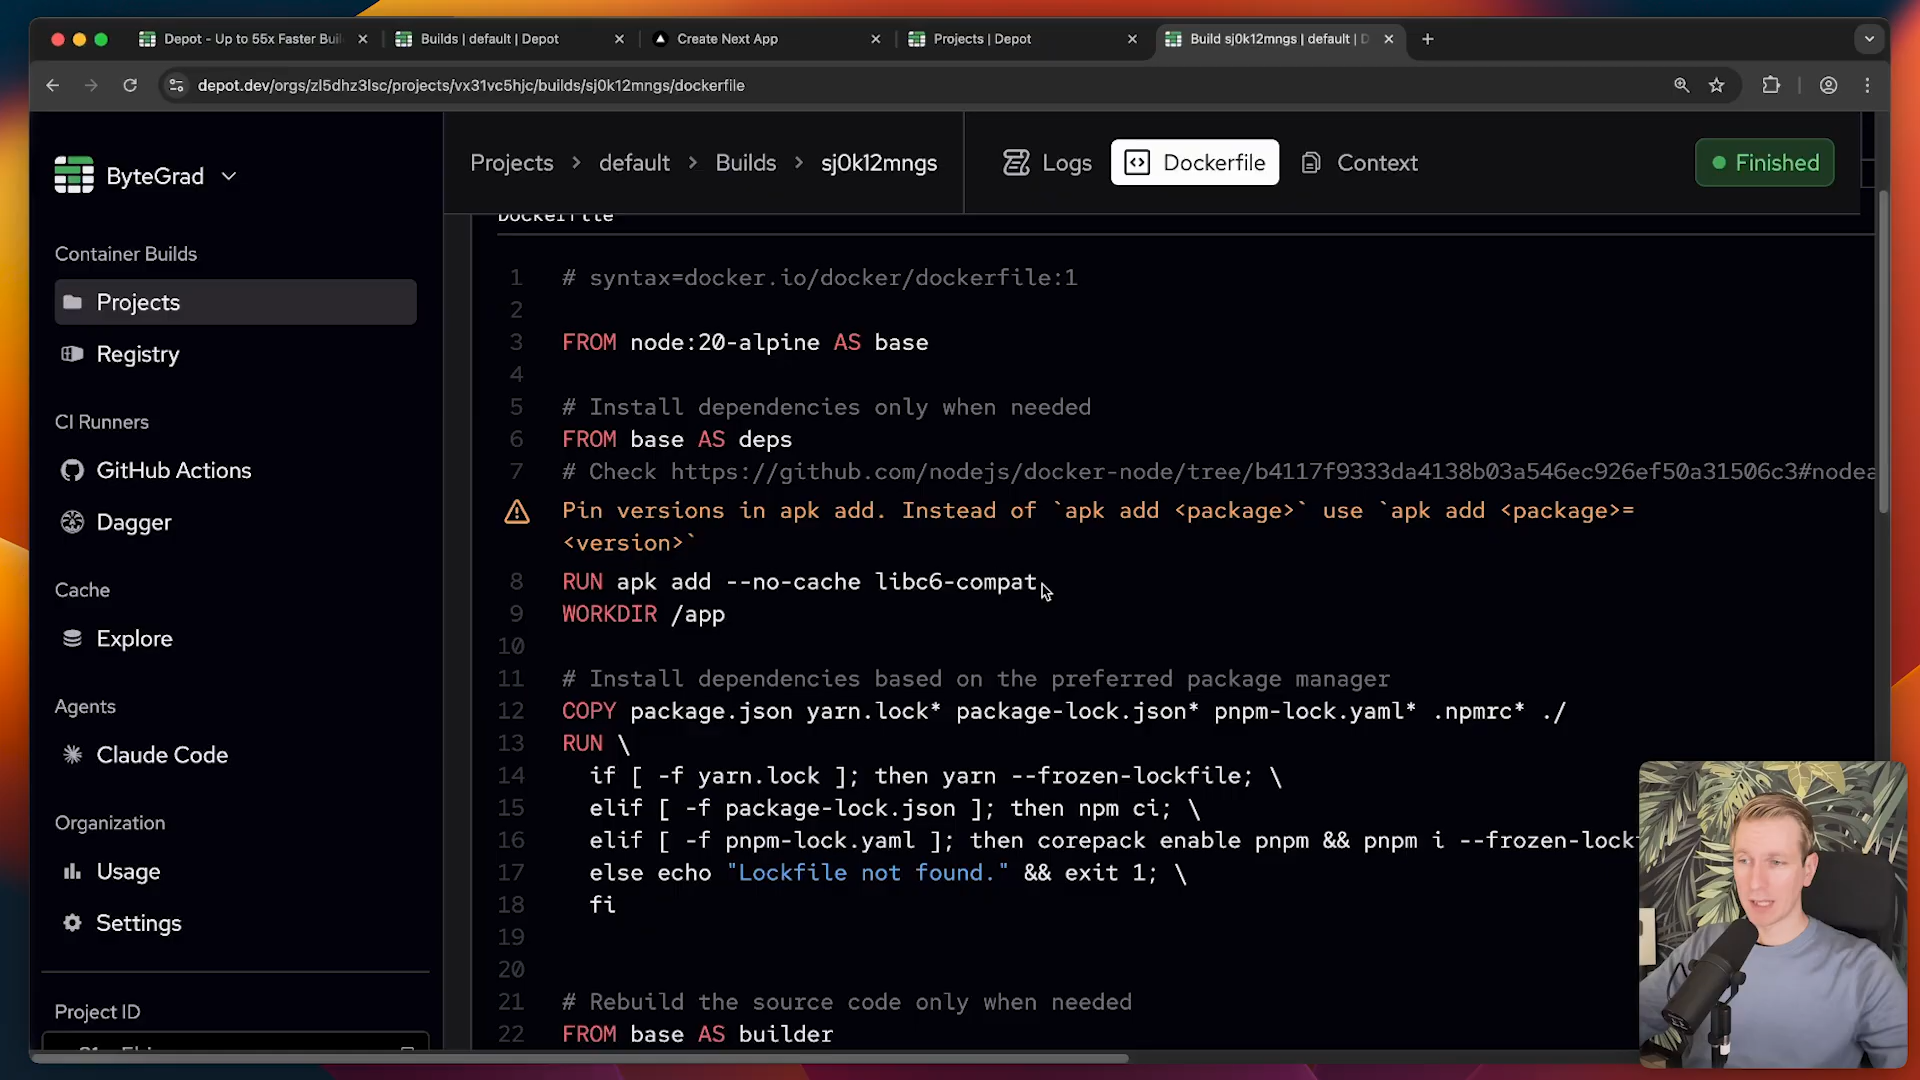 Depot - Up to 55x Faster Buil
Builds | default | Depot
Create Next App
Projects | Depot
Build sj0k12mngs | default | D
depot.dev/orgs/zl5dhz3lsc/projects/vx31vc5hjc/builds/sj0k12mngs/dockerfile
ByteGrad
Projects > default > Builds > sj0k12mngs
Logs
Dockerfile
Context
Finished
Container Builds
Projects
Registry
CI Runners
GitHub Actions
Dagger
Cache
Explore
Agents
Claude Code
Organization
Usage
Settings
Project ID
Dockerfile
1 # syntax=docker.io/docker/dockerfile:1
2
3 FROM node:20-alpine AS base
4
5 # Install dependencies only when needed
6 FROM base AS deps
7 # Check https://github.com/nodejs/docker-node/tree/b4117f9333da4138b03a546ec926ef50a31506c3#nodea
Pin versions in apk add. Instead of `apk add <package>` use `apk add <package>=
<version>`
8 RUN apk add --no-cache libc6-compat
9 WORKDIR /app
10
11 # Install dependencies based on the preferred package manager
12 COPY package.json yarn.lock* package-lock.json* pnpm-lock.yaml* .npmrc* ./
13 RUN \
14 if [ -f yarn.lock ]; then yarn --frozen-lockfile; \
15 elif [ -f package-lock.json ]; then npm ci; \
16 elif [ -f pnpm-lock.yaml ]; then corepack enable pnpm && pnpm i --frozen-lock
17 else echo "Lockfile not found." && exit 1; \
18 fi
19
20
21 # Rebuild the source code only when needed
22 FROM base AS builder